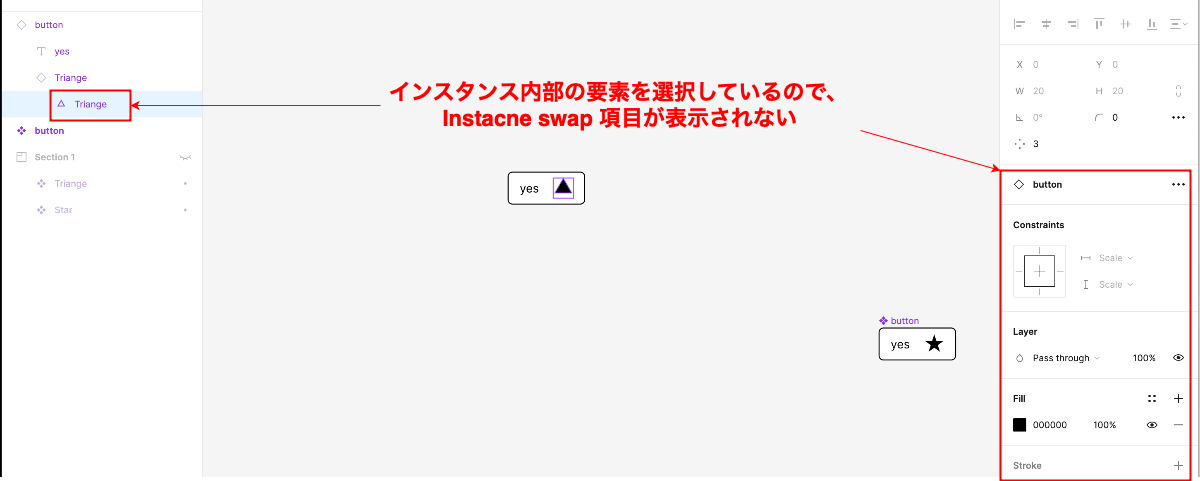 button
yes
Triange
Triange
button
Section 1
Triange
Star
インスタンス内部の要素を選択しているので、
Instacne swap 項目が表示されない
yes
button
yes
X 0 Y 0
W 20 H 20
0° 0
3
button
Constraints
Scale
Scale
Layer
Pass through 100%
Fill
000000 100%
Stroke